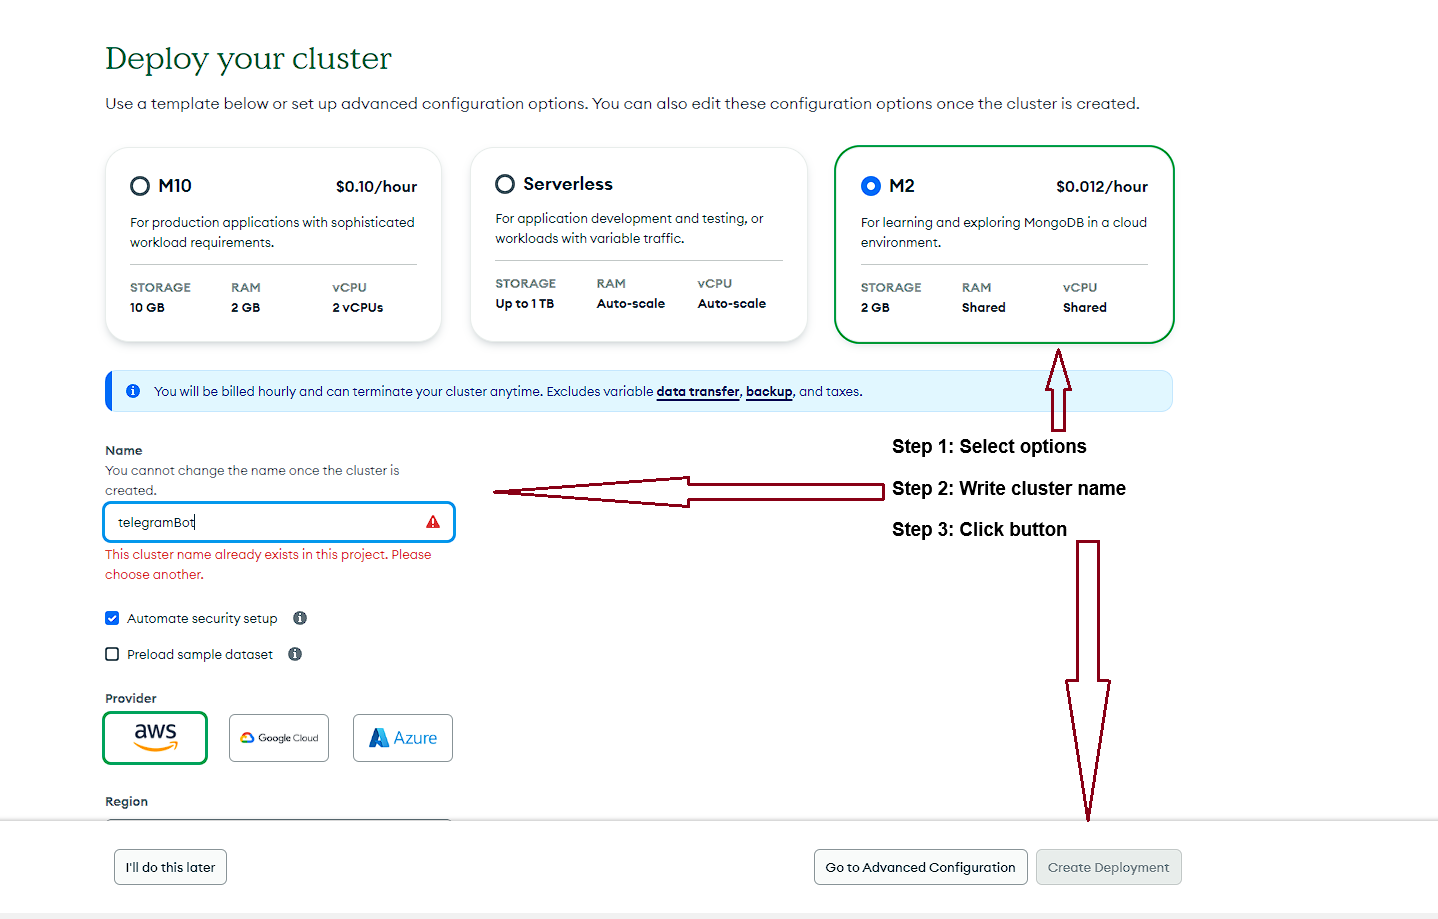 Deploy your cluster
Use a template below or set up advanced configuration options. You can also edit these configuration options once the cluster is created.
M10 $0.10/hour
For production applications with sophisticated
workload requirements.
STORAGE RAM vCPU
10 GB 2 GB 2 vCPUs
Serverless
For application development and testing, or
workloads with variable traffic.
STORAGE RAM vCPU
Up to 1 TB Auto-scale Auto-scale
M2 $0.012/hour
For learning and exploring MongoDB in a cloud
environment.
STORAGE RAM vCPU
2 GB Shared Shared
You will be billed hourly and can terminate your cluster anytime. Excludes variable data transfer, backup, and taxes.
Step 1: Select options
Step 2: Write cluster name
Step 3: Click button
Name
You cannot change the name once the cluster is
created.
telegramBot
This cluster name already exists in this project. Please
choose another.
Automate security setup
Preload sample dataset
Provider
aws
Google Cloud
Azure
Region
I'll do this later
Go to Advanced Configuration
Create Deployment